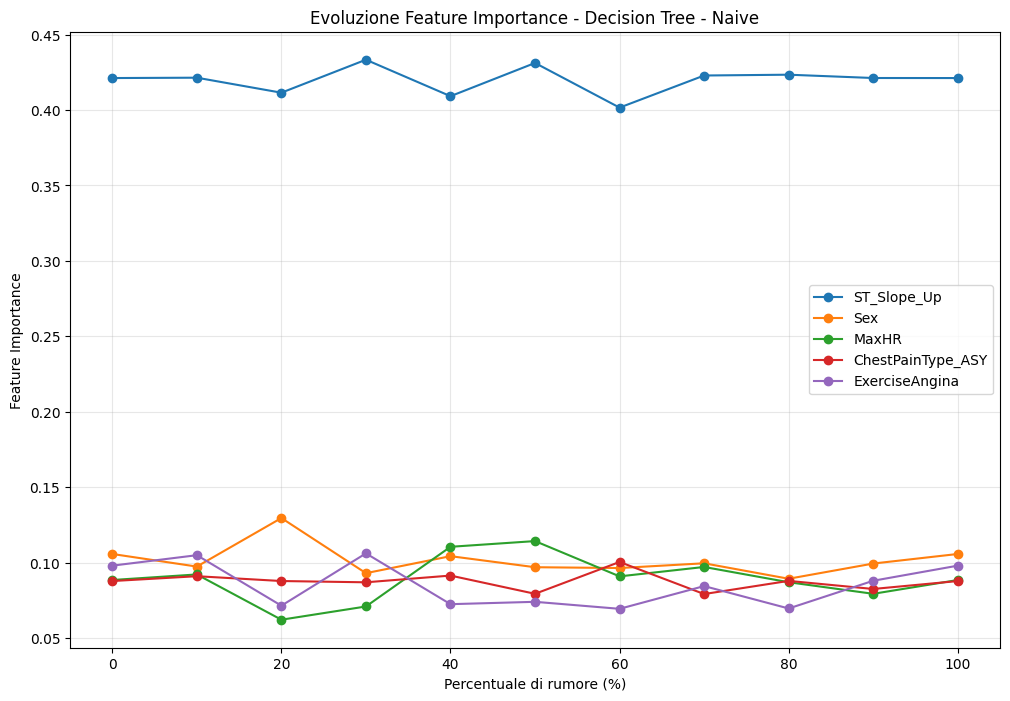 Evoluzione Feature Importance - Decision Tree - Naive
0.45
0.40
0.35
0.30
0.25
0.20
0.15
0.10
0.05
Feature Importance
ST_Slope_Up
Sex
MaxHR
ChestPainType_ASY
ExerciseAngina
0 20 40 60 80 100
Percentuale di rumore (%)